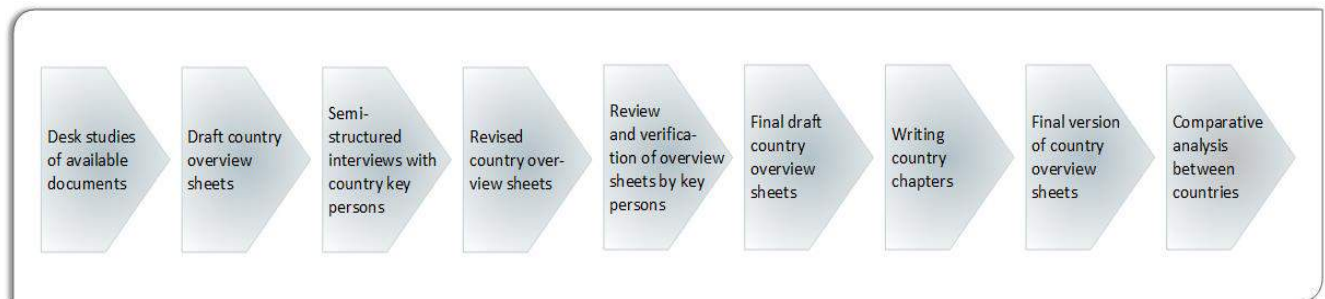 Desk studies
of available
documents
Draft country
overview
sheets
Semi-
structured
interviews with
country key
persons
Revised
country over-
view sheets
Review
and verifica-
tion of overview
sheets by key
persons
Final draft
country
overview
sheets
Writing
country
chapters
Final version
of country
overview
sheets
Comparative
analysis
between
countries